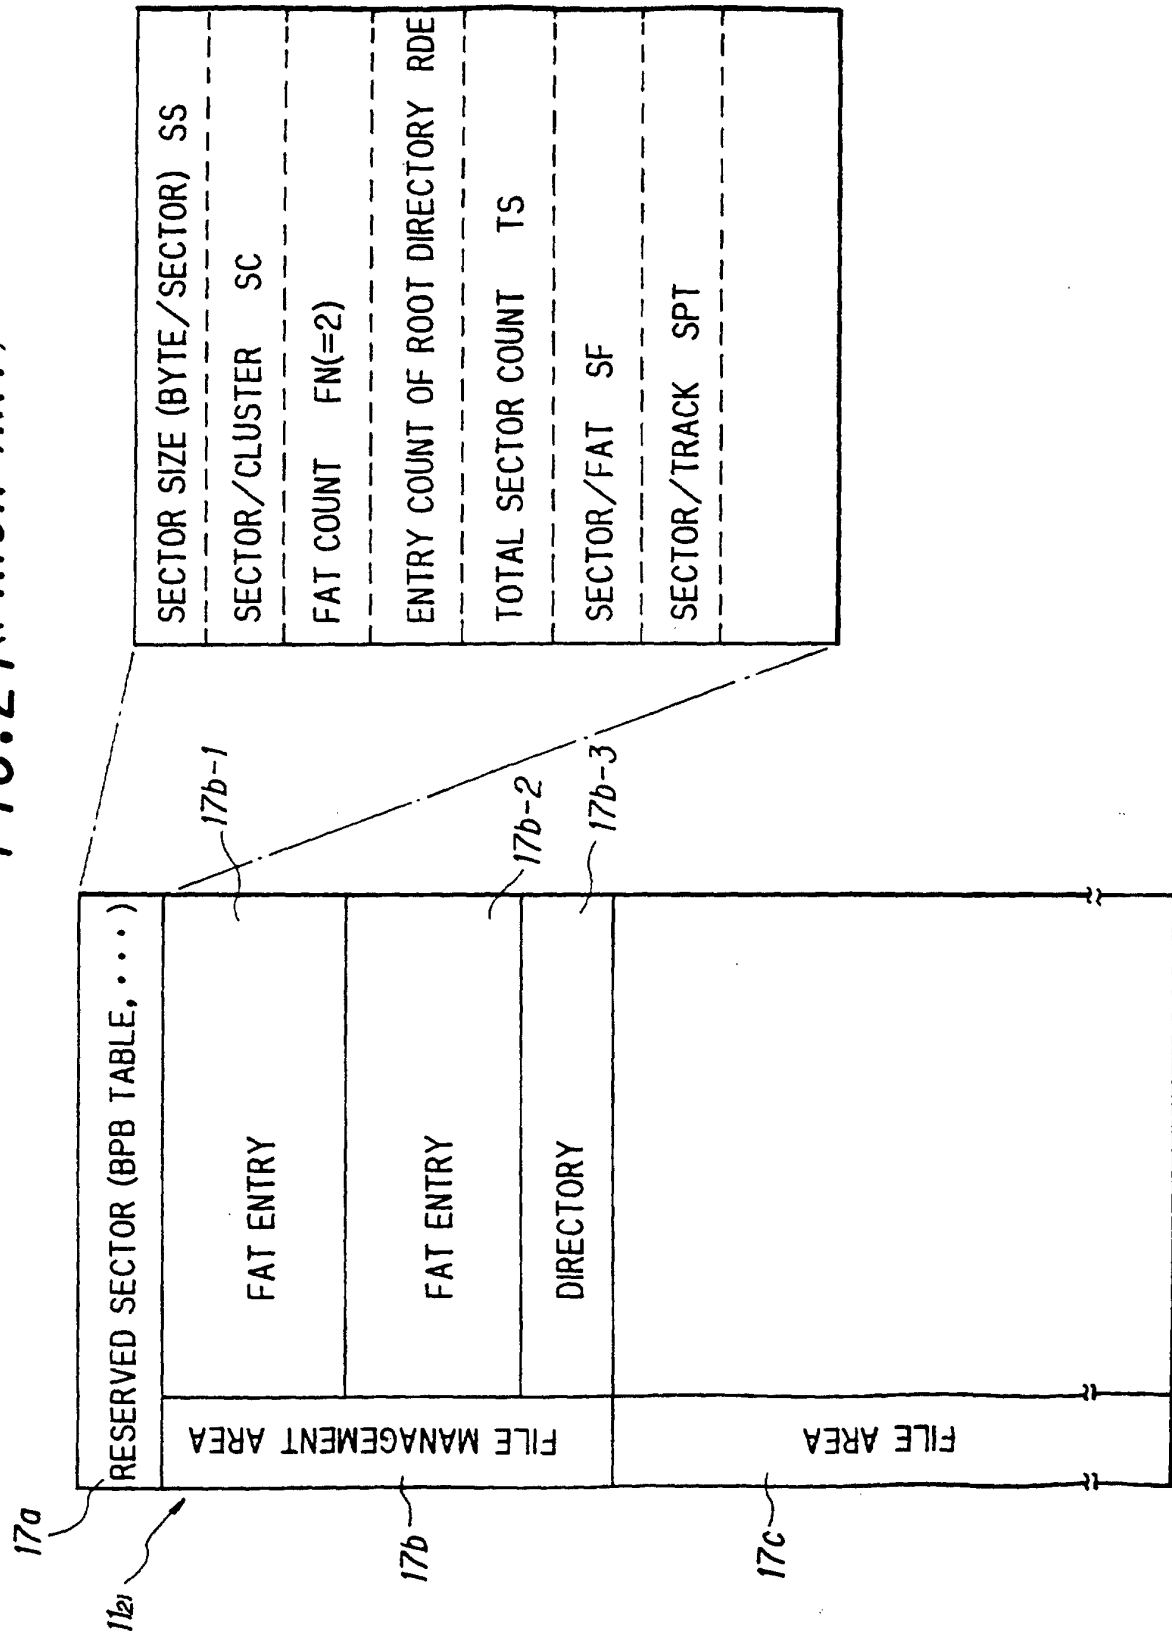 17a
RESERVED SECTOR (BPB TABLE, • • • )
11
17b
FILE MANAGEMENT AREA
FAT ENTRY
17b-1
FAT ENTRY
17b-2
DIRECTORY
17b-3
17c
FILE AREA
SECTOR SIZE (BYTE/SECTOR) SS
SECTOR/CLUSTER SC
FAT COUNT FN(=2)
ENTRY COUNT OF ROOT DIRECTORY RDE
TOTAL SECTOR COUNT TS
SECTOR/FAT SF
SECTOR/TRACK SPT